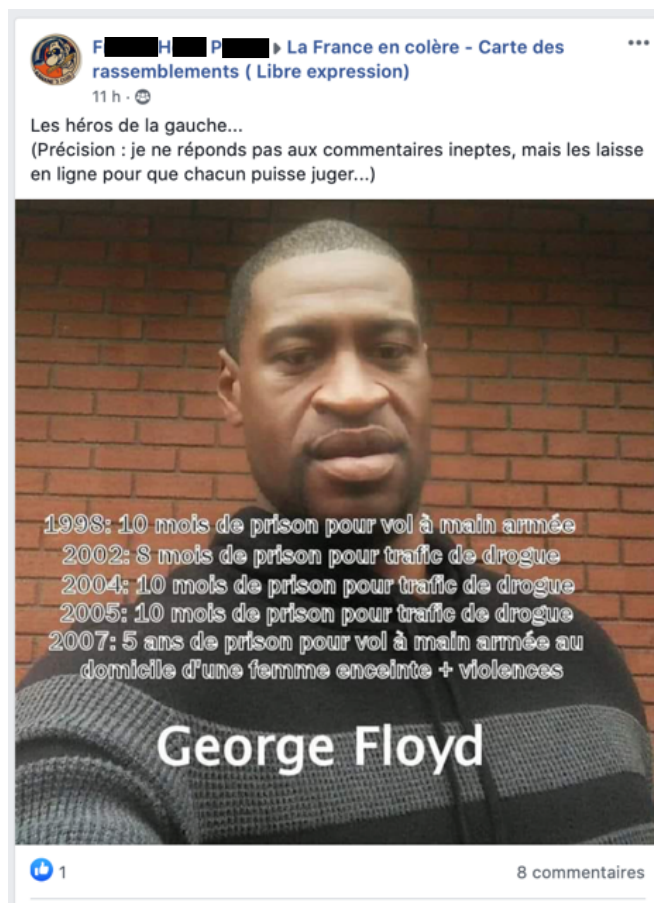 F H P ▸ La France en colère - Carte des
rassemblements ( Libre expression)
11 h ·
Les héros de la gauche...
(Précision : je ne réponds pas aux commentaires ineptes, mais les laisse
en ligne pour que chacun puisse juger...)
1998: 10 mois de prison pour vol à main armée
2002: 8 mois de prison pour trafic de drogue
2004: 10 mois de prison pour trafic de drogue
2005: 10 mois de prison pour trafic de drogue
2007: 5 ans de prison pour vol à main armée au
domicile d'une femme enceinte + violences
George Floyd
1
8 commentaires